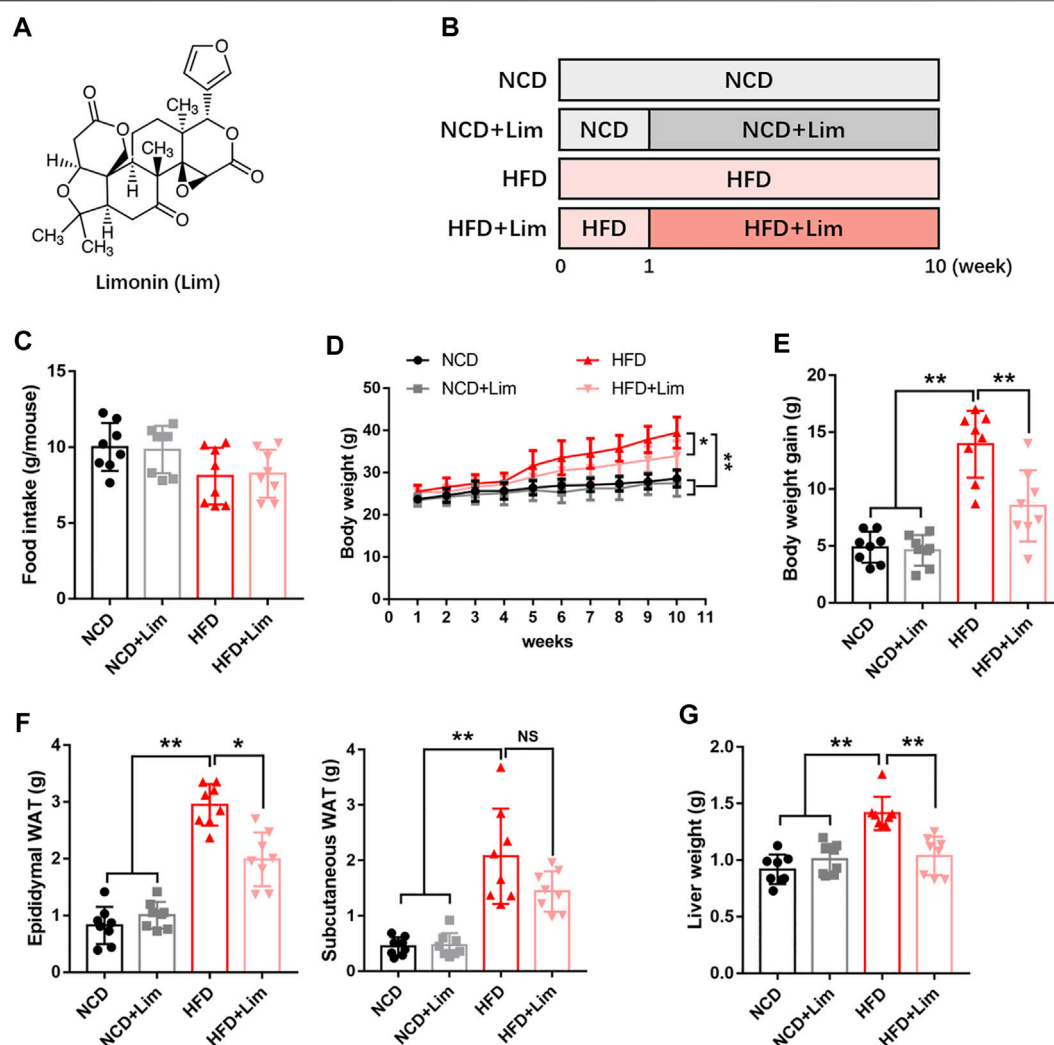 A
O
O
O
CH3
O
CH3
O
H
H
O
O
H
O
CH3
CH3
Limonin (Lim)
B
NCD
NCD
NCD+Lim
NCD
NCD+Lim
HFD
HFD
HFD+Lim
HFD
HFD+Lim
0
1
10 (week)
C
Food intake (g/mouse)
15
10
5
0
NCD
NCD+Lim
HFD
HFD+Lim
D
NCD
HFD
NCD+Lim
HFD+Lim
Body weight (g)
50
40
30
20
10
0
*
**
0 1 2 3 4 5 6 7 8 9 10 11
weeks
E
Body weight gain (g)
20
15
10
5
0
** **
NCD
NCD+Lim
HFD
HFD+Lim
F
Epididymal WAT (g)
4
3
2
1
0
** *
NCD
NCD+Lim
HFD
HFD+Lim
Subcutaneous WAT (g)
4
3
2
1
0
** NS
NCD
NCD+Lim
HFD
HFD+Lim
G
Liver weight (g)
2.0
1.5
1.0
0.5
0.0
** **
NCD
NCD+Lim
HFD
HFD+Lim